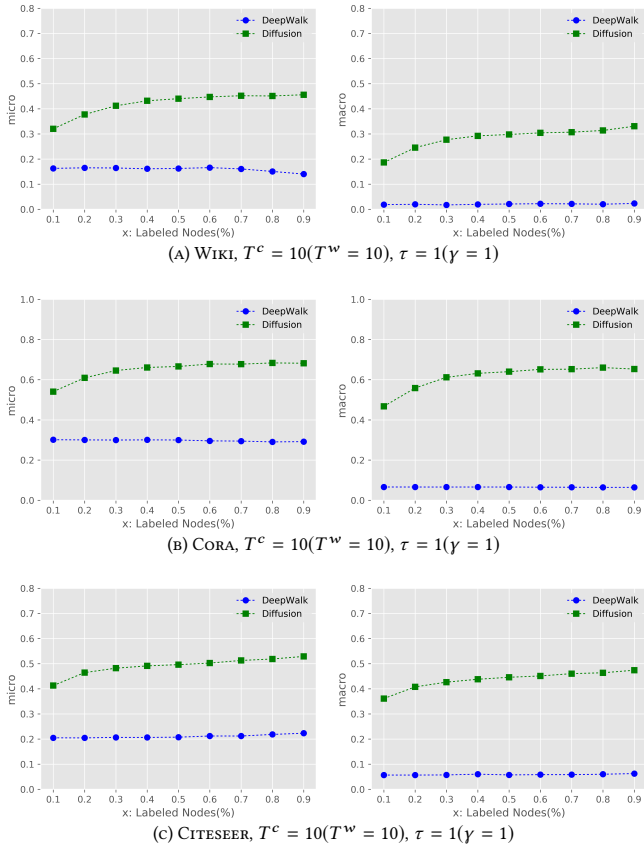 0.8
0.7
0.6
0.5
0.4
0.3
0.2
0.1
0.0
micro
DeepWalk
Diffusion
0.1 0.2 0.3 0.4 0.5 0.6 0.7 0.8 0.9
x: Labeled Nodes(%)
0.8
0.7
0.6
0.5
0.4
0.3
0.2
0.1
0.0
macro
DeepWalk
Diffusion
0.1 0.2 0.3 0.4 0.5 0.6 0.7 0.8 0.9
x: Labeled Nodes(%)
(A) WIKI, T^c = 10(T^w = 10), τ = 1(γ = 1)
1.0
0.8
0.6
0.4
0.2
0.0
micro
DeepWalk
Diffusion
0.1 0.2 0.3 0.4 0.5 0.6 0.7 0.8 0.9
x: Labeled Nodes(%)
1.0
0.8
0.6
0.4
0.2
0.0
macro
DeepWalk
Diffusion
0.1 0.2 0.3 0.4 0.5 0.6 0.7 0.8 0.9
x: Labeled Nodes(%)
(B) CORA, T^c = 10(T^w = 10), τ = 1(γ = 1)
0.8
0.7
0.6
0.5
0.4
0.3
0.2
0.1
0.0
micro
DeepWalk
Diffusion
0.1 0.2 0.3 0.4 0.5 0.6 0.7 0.8 0.9
x: Labeled Nodes(%)
0.8
0.7
0.6
0.5
0.4
0.3
0.2
0.1
0.0
macro
DeepWalk
Diffusion
0.1 0.2 0.3 0.4 0.5 0.6 0.7 0.8 0.9
x: Labeled Nodes(%)
(C) CITESEER, T^c = 10(T^w = 10), τ = 1(γ = 1)